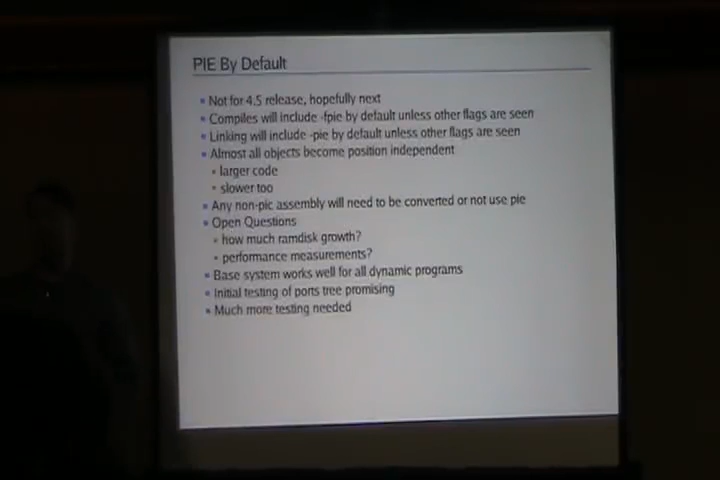 PIE By Default
Not for 4.5 release, hopefully next
Compiles will include -fpie by default unless other flags are seen
Linking will include -pie by default unless other flags are seen
Almost all objects become position independent
larger code
slower too
Any non-pic assembly will need to be converted or not use pie
Open Questions
how much ramdisk growth?
performance measurements?
Base system works well for all dynamic programs
Initial testing of ports tree promising
Much more testing needed